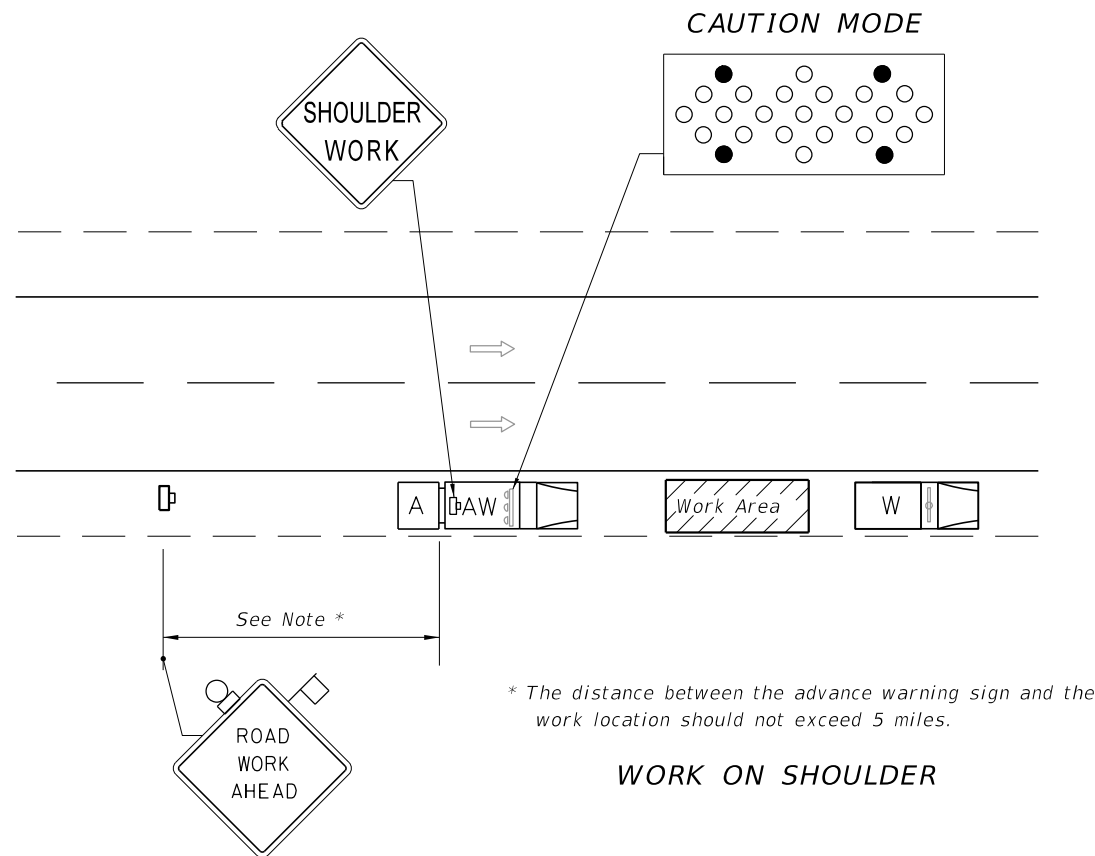 CAUTION MODE
SHOULDER
WORK
A
AW
Work Area
W
See Note *
ROAD
WORK
AHEAD
* The distance between the advance warning sign and the
work location should not exceed 5 miles.
WORK ON SHOULDER